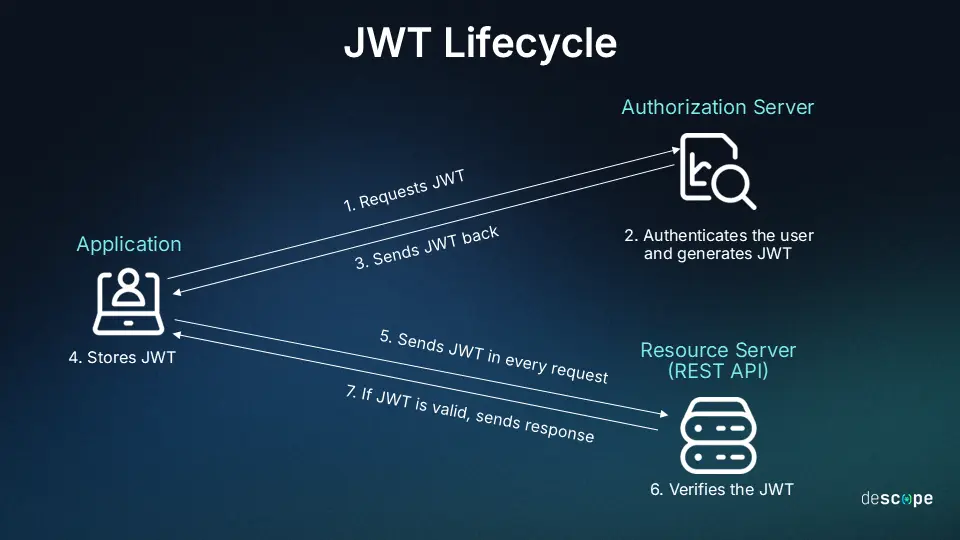 JWT Lifecycle
Authorization Server
1. Requests JWT
2. Authenticates the user
and generates JWT
3. Sends JWT back
Application
4. Stores JWT
5. Sends JWT in every request
Resource Server
(REST API)
7. If JWT is valid, sends response
6. Verifies the JWT
descope